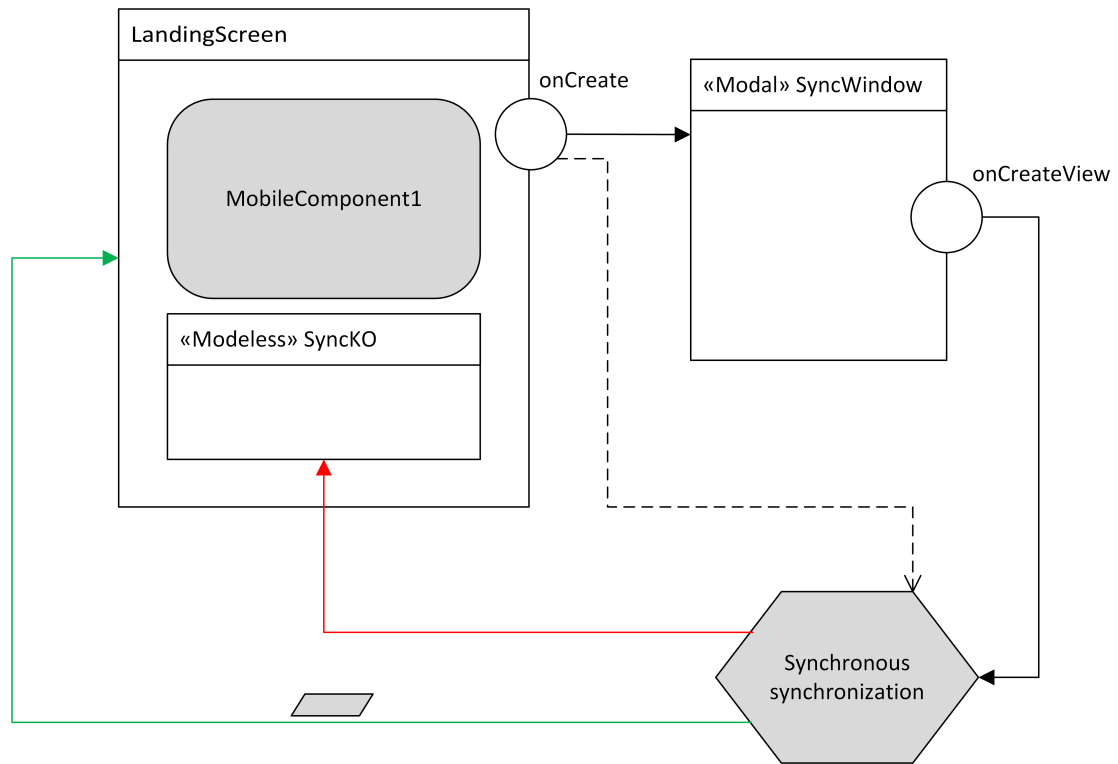 LandingScreen
onCreate
«Modal» SyncWindow
MobileComponent1
onCreateView
«Modeless» SyncKO
Synchronous
synchronization